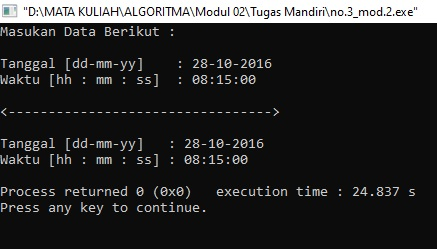 "D:\MATA KULIAH\ALGORITMA\Modul 02\Tugas Mandiri\no.3_mod.2.exe"
Masukan Data Berikut :
Tanggal [dd-mm-yy]    : 28-10-2016
Waktu [hh : mm : ss]  : 08:15:00
<--------------------------------->
Tanggal [dd-mm-yy]   : 28-10-2016
Waktu [hh : mm : ss] : 08:15:00
Process returned 0 (0x0)   execution time : 24.837 s
Press any key to continue.